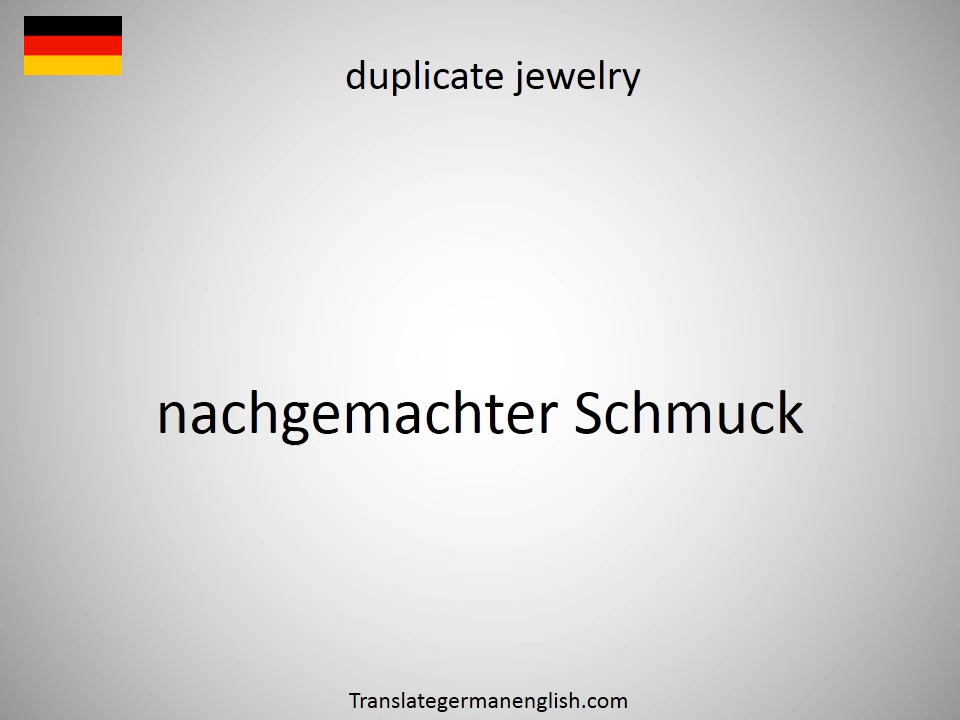 duplicate jewelry
nachgemachter Schmuck
Translategermanenglish.com